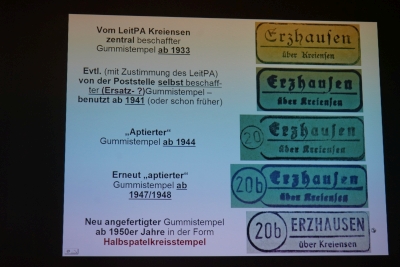 Vom LeitPA Kreiensen
zentral beschaffter
Gummistempel ab 1933
Erzhausen
über Kreiensen
Evtl. (mit Zustimmung des LeitPA)
von der Poststelle selbst beschaff-
ter (Ersatz- ?)Gummistempel –
benutzt ab 1941 (oder schon früher)
Erzhausen
über Kreiensen
„Aptierter"
Gummistempel ab 1944
20
Erzhausen
über Kreiensen
Erneut „aptierter"
Gummistempel ab
1947/1948
20b
Erzhausen
über Kreiensen
Neu angefertigter Gummistempel
ab 1950er Jahre in der Form
Halbspatelkreisstempel
20b
ERZHAUSEN
über Kreiensen